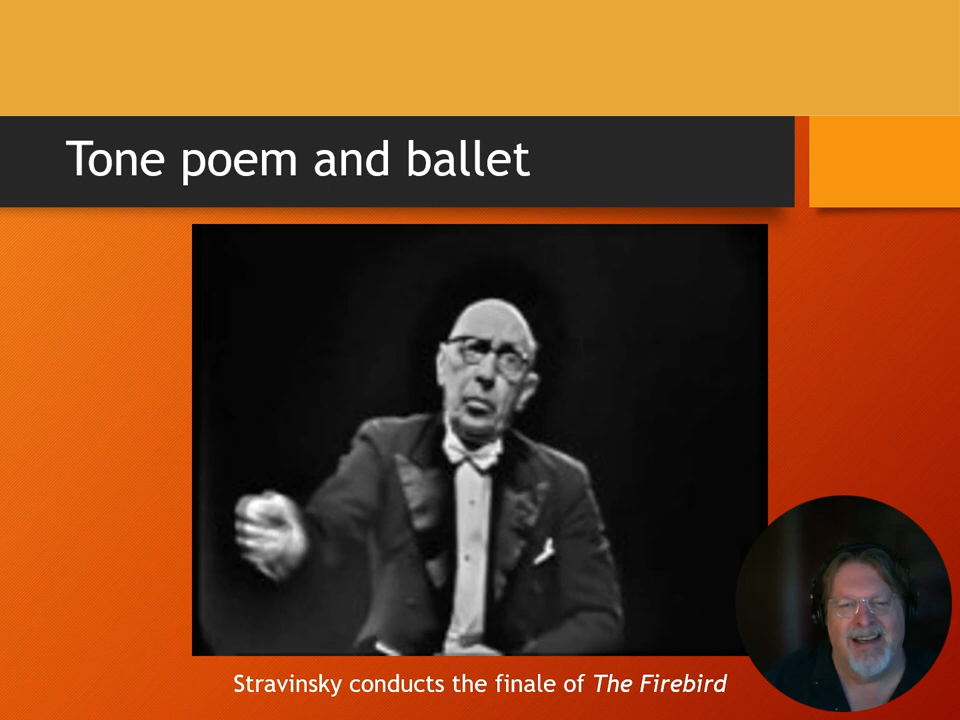 Tone poem and ballet
Stravinsky conducts the finale of The Firebird